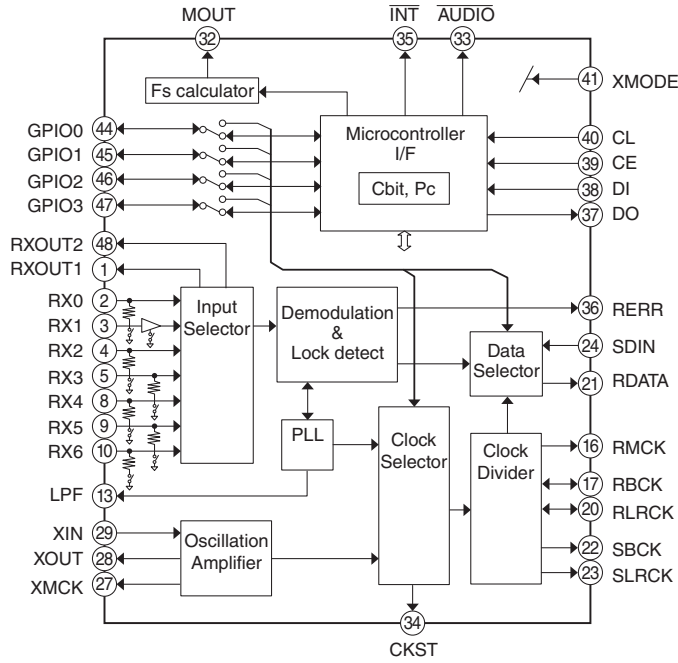 MOUT
INT
AUDIO
32
35
33
Fs calculator
41
XMODE
GPIO0
44
GPIO1
45
GPIO2
46
GPIO3
47
Microcontroller
I/F
Cbit, Pc
40
CL
39
CE
38
DI
37
DO
RXOUT2
48
RXOUT1
1
RX0
2
RX1
3
RX2
4
RX3
5
RX4
8
RX5
9
RX6
10
LPF
13
Input
Selector
Demodulation
&
Lock detect
PLL
Data
Selector
36
RERR
24
SDIN
21
RDATA
Clock
Selector
Clock
Divider
16
RMCK
17
RBCK
20
RLRCK
22
SBCK
23
SLRCK
XIN
29
XOUT
28
XMCK
27
Oscillation
Amplifier
34
CKST